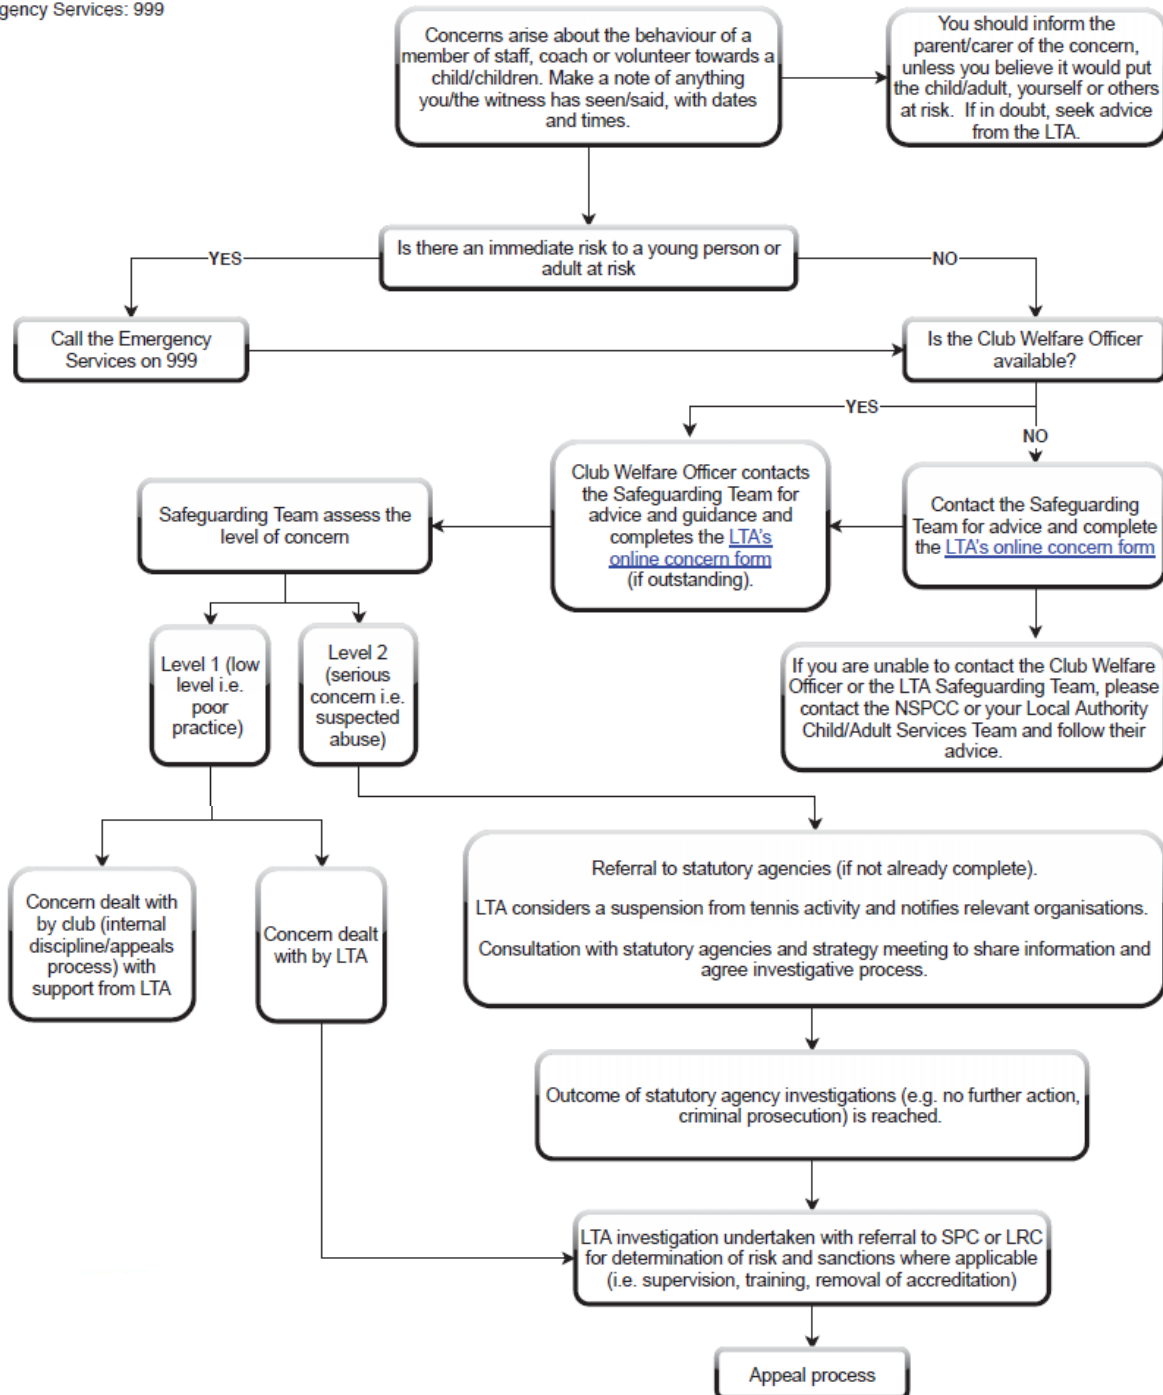 gency Services: 999
Concerns arise about the behaviour of a
member of staff, coach or volunteer towards a
child/children. Make a note of anything
you/the witness has seen/said, with dates
and times.
You should inform the
parent/carer of the concern,
unless you believe it would put
the child/adult, yourself or others
at risk. If in doubt, seek advice
from the LTA.
Is there an immediate risk to a young person or
adult at risk
YES
NO
Call the Emergency
Services on 999
Is the Club Welfare Officer
available?
YES
NO
Safeguarding Team assess the
level of concern
Club Welfare Officer contacts
the Safeguarding Team for
advice and guidance and
completes the LTA's
online concern form
(if outstanding).
Contact the Safeguarding
Team for advice and complete
the LTA's online concern form
Level 1 (low
level i.e.
poor
practice)
Level 2
(serious
concern i.e.
suspected
abuse)
If you are unable to contact the Club Welfare
Officer or the LTA Safeguarding Team, please
contact the NSPCC or your Local Authority
Child/Adult Services Team and follow their
advice.
Concern dealt with
by club (internal
discipline/appeals
process) with
support from LTA
Concern dealt
with by LTA
Referral to statutory agencies (if not already complete).
LTA considers a suspension from tennis activity and notifies relevant organisations.
Consultation with statutory agencies and strategy meeting to share information and
agree investigative process.
Outcome of statutory agency investigations (e.g. no further action,
criminal prosecution) is reached.
LTA investigation undertaken with referral to SPC or LRC
for determination of risk and sanctions where applicable
(i.e. supervision, training, removal of accreditation)
Appeal process